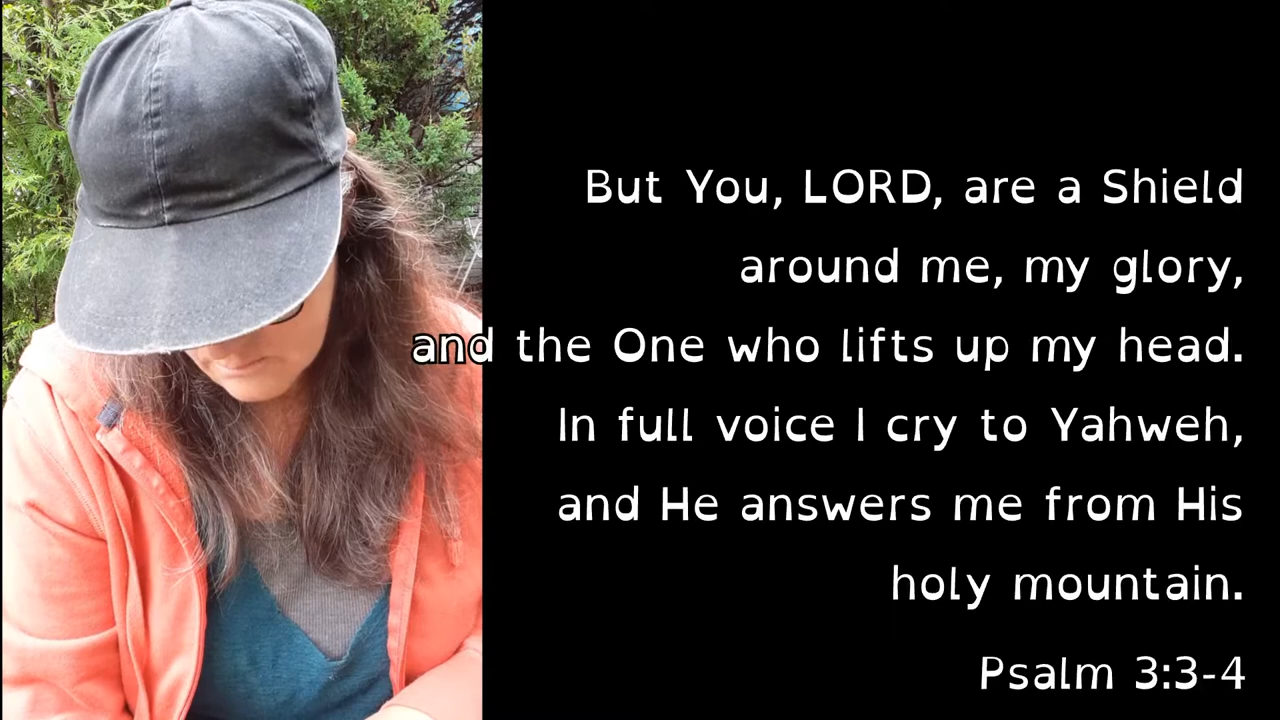 But You, LORD, are a Shield
around me, my glory,
and the One who lifts up my head.
In full voice I cry to Yahweh,
and He answers me from His
holy mountain.
Psalm 3:3-4